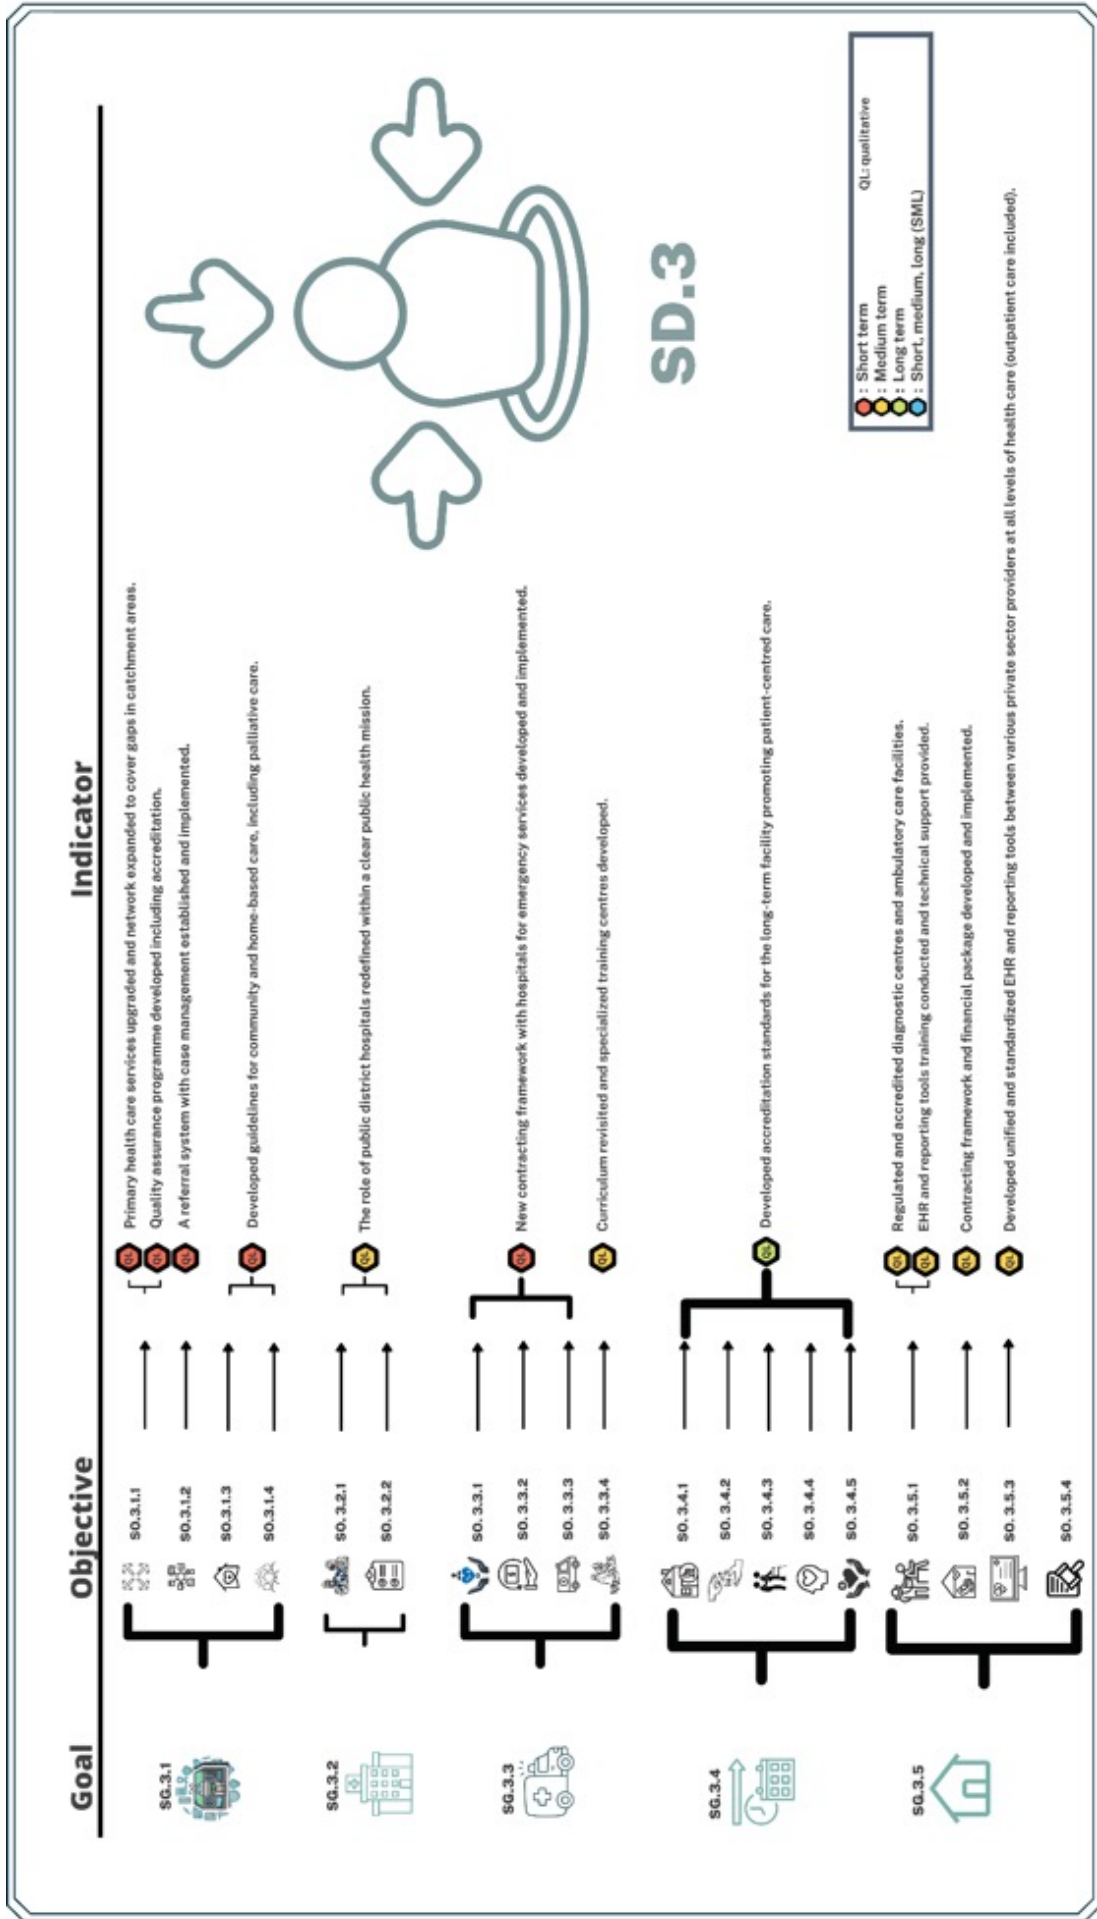 Goal
Objective
Indicator
SG.3.1
SO.3.1.1
SO.3.1.2
SO.3.1.3
SO.3.1.4
QL Primary health care services upgraded and network expanded to cover gaps in catchment areas.
QL Quality assurance programme developed including accreditation.
QL A referral system with case management established and implemented.
QL Developed guidelines for community and home-based care, including palliative care.
SG.3.2
SO. 3.2.1
SO. 3.2.2
QL The role of public district hospitals redefined within a clear public health mission.
SG.3.3
SO. 3.3.1
SO. 3.3.2
SO. 3.3.3
SO. 3.3.4
QL New contracting framework with hospitals for emergency services developed and implemented.
QL Curriculum revisited and specialized training centres developed.
SG.3.4
SO. 3.4.1
SO. 3.4.2
SO. 3.4.3
SO. 3.4.4
SO. 3.4.5
QL Developed accreditation standards for the long-term facility promoting patient-centred care.
SG.3.5
SO. 3.5.1
SO. 3.5.2
SO. 3.5.3
SO. 3.5.4
QL Regulated and accredited diagnostic centres and ambulatory care facilities.
QL EHR and reporting tools training conducted and technical support provided.
QL Contracting framework and financial package developed and implemented.
QL Developed unified and standardized EHR and reporting tools between various private sector providers at all levels of health care (outpatient care included).
SD.3
: Short term QL: qualitative
: Medium term
: Long term
: Short, medium, long (SML)